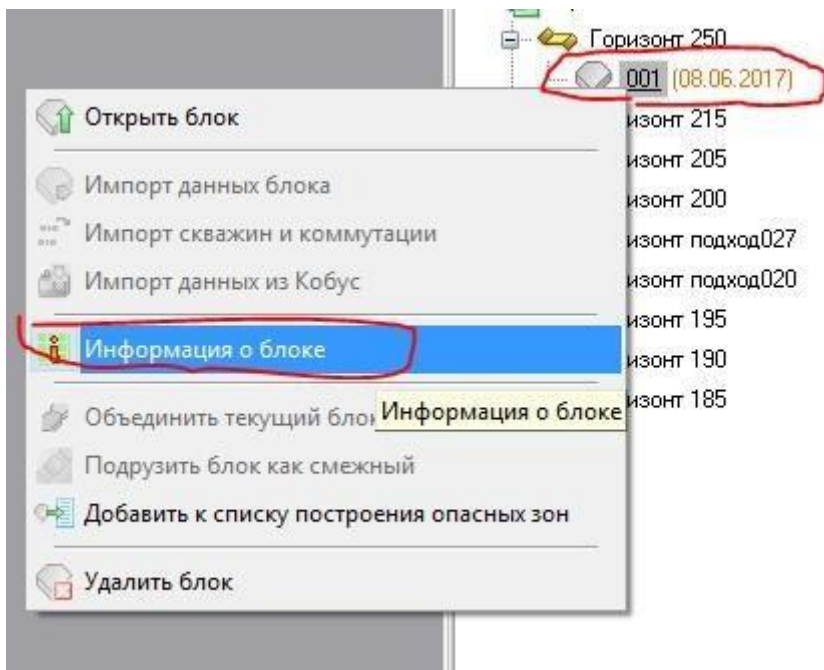 Горизонт 250
001 (08.06.2017)
Открыть блок
изонт 215
Импорт данных блока
изонт 205
изонт 200
Импорт скважин и коммутации
изонт подход027
Импорт данных из Кобус
изонт подход020
изонт 195
Информация о блоке
изонт 190
Объединить текущий блок
Информация о блоке
изонт 185
Подрузить блок как смежный
Добавить к списку построения опасных зон
Удалить блок